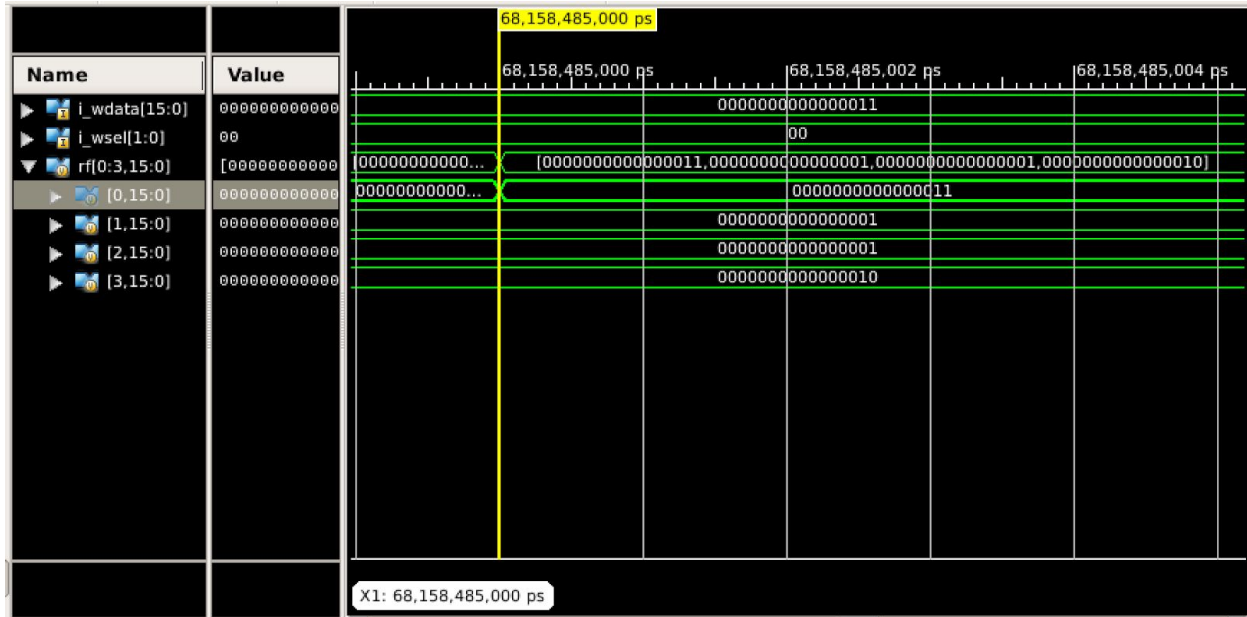 68,158,485,000 ps
Name Value 68,158,485,000 ps 68,158,485,002 ps 68,158,485,004 ps
i_wdata[15:0] 000000000000 0000000000000011
i_wsel[1:0] 00 00
rf[0:3,15:0] [00000000000 [00000000000... [0000000000000011,0000000000000001,0000000000000001,0000000000000010]
[0,15:0] 000000000000 00000000000... 0000000000000011
[1,15:0] 000000000000 0000000000000001
[2,15:0] 000000000000 0000000000000001
[3,15:0] 000000000000 0000000000000010
X1: 68,158,485,000 ps